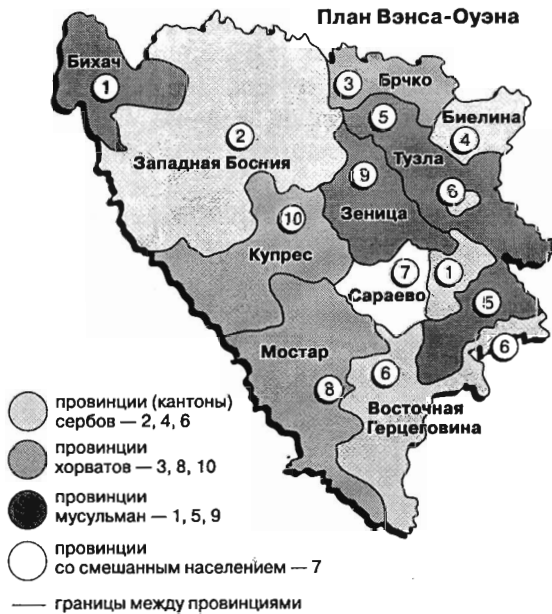 План Вэнса-Оуэна
Бихач
1
3
Брчко
5
Биелина
4
2
Западная Босния
Тузла
9
6
Зеница
10
Купрес
7
1
Сараево
5
Мостар
6
6
8
Восточная
Герцеговина
провинции (кантоны)
сербов — 2, 4, 6
провинции
хорватов — 3, 8, 10
провинции
мусульман — 1, 5, 9
провинции
со смешанным населением — 7
границы между провинциями